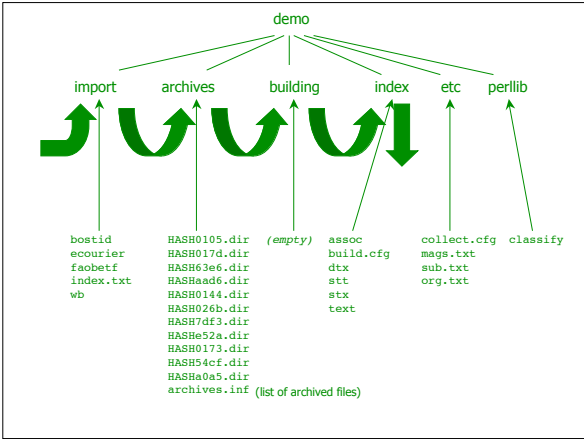 demo
import archives building index etc perllib
bostid HASH0105.dir (empty) assoc collect.cfg classify
ecourier HASH017d.dir build.cfg mags.txt
faobetf HASH63e6.dir dtx sub.txt
index.txt HASHaad6.dir stt org.txt
wb HASH0144.dir stx
HASH026b.dir text
HASH7df3.dir
HASHe52a.dir
HASH0173.dir
HASH54cf.dir
HASHa0a5.dir
archives.inf (list of archived files)